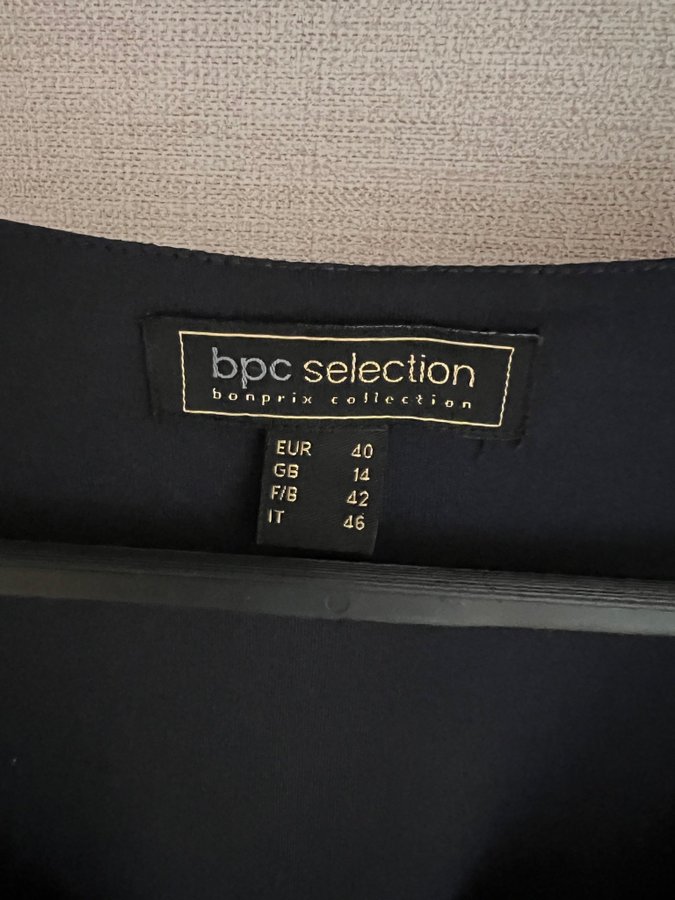 bpc selection
bonprix collection
EUR 40
GB 14
F/B 42
IT 46